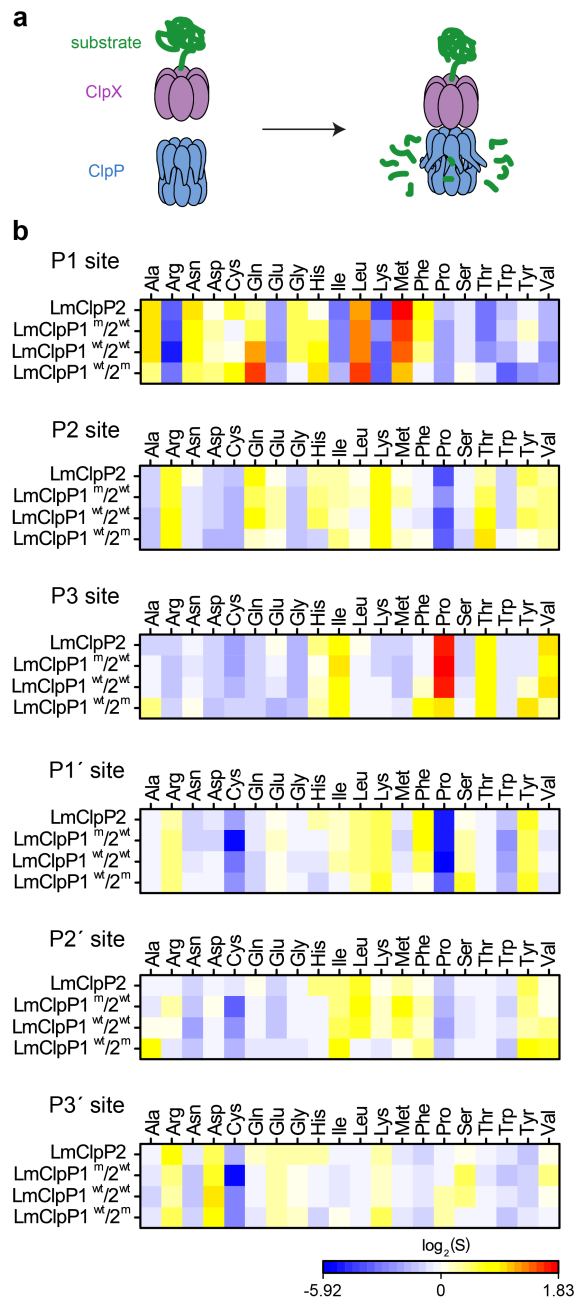 a
substrate
ClpX
ClpP
b
P1 site
Ala Arg Asn Asp Cys Gln Glu Gly His Ile Leu Lys Met Phe Pro Ser Thr Trp Tyr Val
LmClpP2
LmClpP1 m/2wt
LmClpP1 wt/2wt
LmClpP1 wt/2m
P2 site
Ala Arg Asn Asp Cys Gln Glu Gly His Ile Leu Lys Met Phe Pro Ser Thr Trp Tyr Val
LmClpP2
LmClpP1 m/2wt
LmClpP1 wt/2wt
LmClpP1 wt/2m
P3 site
Ala Arg Asn Asp Cys Gln Glu Gly His Ile Leu Lys Met Phe Pro Ser Thr Trp Tyr Val
LmClpP2
LmClpP1 m/2wt
LmClpP1 wt/2wt
LmClpP1 wt/2m
P1´ site
Ala Arg Asn Asp Cys Gln Glu Gly His Ile Leu Lys Met Phe Pro Ser Thr Trp Tyr Val
LmClpP2
LmClpP1 m/2wt
LmClpP1 wt/2wt
LmClpP1 wt/2m
P2´ site
Ala Arg Asn Asp Cys Gln Glu Gly His Ile Leu Lys Met Phe Pro Ser Thr Trp Tyr Val
LmClpP2
LmClpP1 m/2wt
LmClpP1 wt/2wt
LmClpP1 wt/2m
P3´ site
Ala Arg Asn Asp Cys Gln Glu Gly His Ile Leu Lys Met Phe Pro Ser Thr Trp Tyr Val
LmClpP2
LmClpP1 m/2wt
LmClpP1 wt/2wt
LmClpP1 wt/2m
log2(S)
-5.92 0 1.83